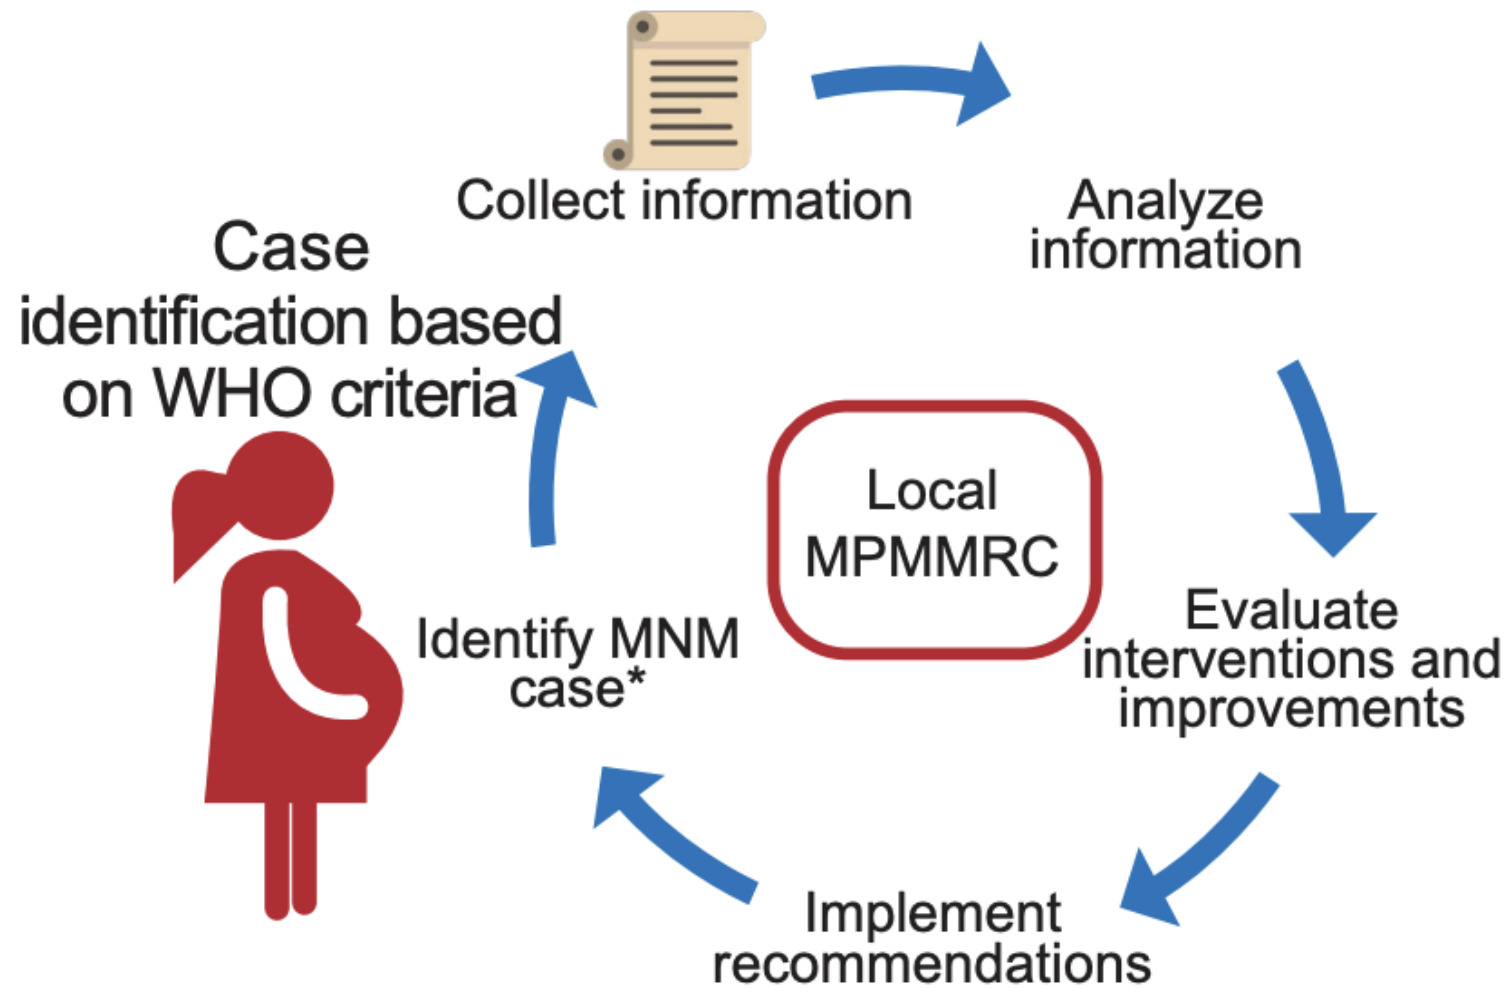 Collect information
Analyze
information
Case
identification based
on WHO criteria
Local
MPMMRC
Identify MNM
case*
Evaluate
interventions and
improvements
Implement
recommendations